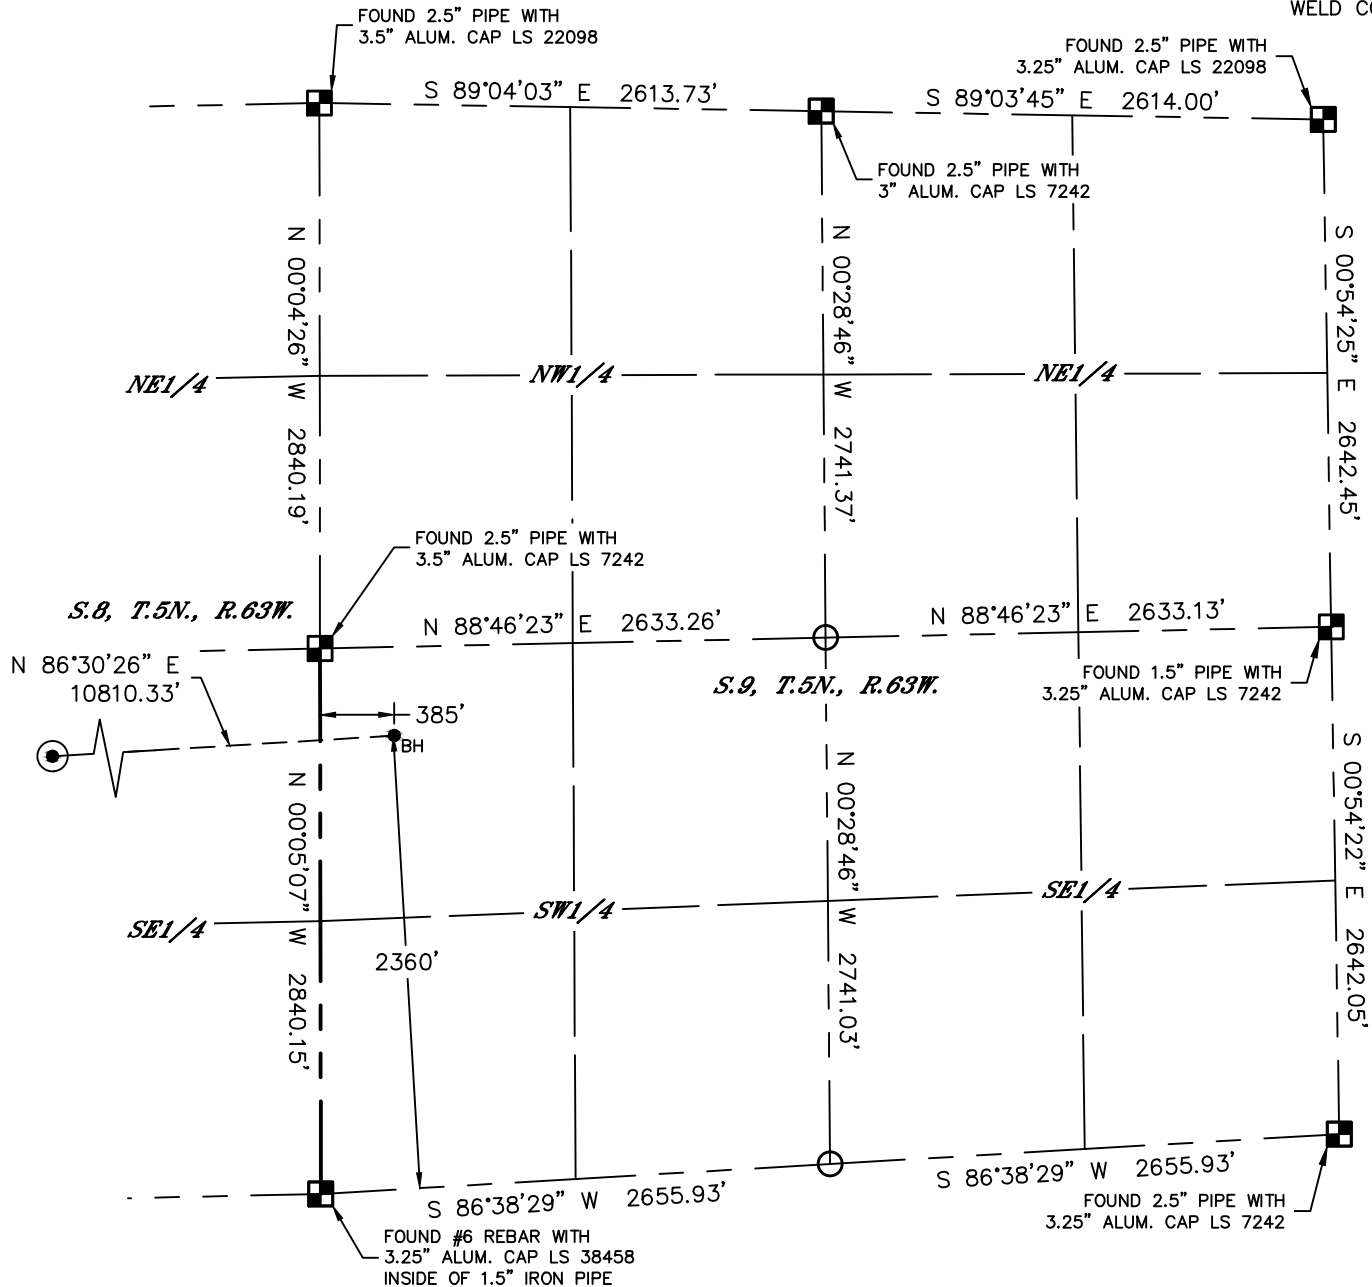 WELD CO
FOUND 2.5" PIPE WITH
3.5" ALUM. CAP LS 22098
FOUND 2.5" PIPE WITH
3.25" ALUM. CAP LS 22098
S 89°04'03" E 2613.73'
S 89°03'45" E 2614.00'
FOUND 2.5" PIPE WITH
3" ALUM. CAP LS 7242
N 00°04'26" W 2840.19'
N 00°28'46" W 2741.37'
S 00°54'25" E 2642.45'
NE1/4
NW1/4
NE1/4
FOUND 2.5" PIPE WITH
3.5" ALUM. CAP LS 7242
S.8, T.5N., R.63W.
N 88°46'23" E 2633.26'
N 88°46'23" E 2633.13'
N 86°30'26" E
10810.33'
S.9, T.5N., R.63W.
FOUND 1.5" PIPE WITH
3.25" ALUM. CAP LS 7242
385'
BH
N 00°05'07" W 2840.15'
N 00°28'46" W 2741.03'
S 00°54'22" E 2642.05'
SE1/4
SW1/4
SE1/4
2360'
S 86°38'29" W 2655.93'
S 86°38'29" W 2655.93'
FOUND 2.5" PIPE WITH
3.25" ALUM. CAP LS 7242
FOUND #6 REBAR WITH
3.25" ALUM. CAP LS 38458
INSIDE OF 1.5" IRON PIPE